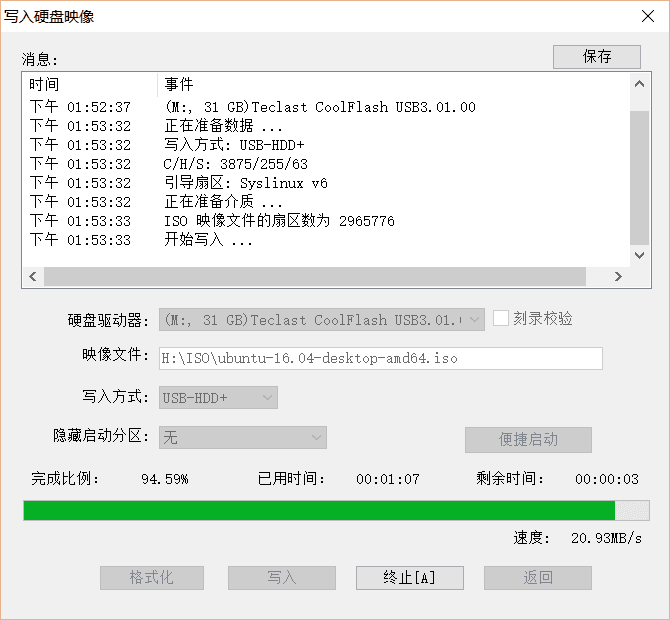 写入硬盘映像
消息:
保存
时间 事件
下午 01:52:37 (M:, 31 GB)Teclast CoolFlash USB3.01.00
下午 01:53:32 正在准备数据 ...
下午 01:53:32 写入方式: USB-HDD+
下午 01:53:32 C/H/S: 3875/255/63
下午 01:53:32 引导扇区: Syslinux v6
下午 01:53:32 正在准备介质 ...
下午 01:53:33 ISO 映像文件的扇区数为 2965776
下午 01:53:33 开始写入 ...
硬盘驱动器: (M:, 31 GB)Teclast CoolFlash USB3.01. 刻录校验
映像文件: H:\ISO\ubuntu-16.04-desktop-amd64.iso
写入方式: USB-HDD+
隐藏启动分区: 无 便捷启动
完成比例: 94.59% 已用时间: 00:01:07 剩余时间: 00:00:03
速度: 20.93MB/s
格式化 写入 终止[A] 返回